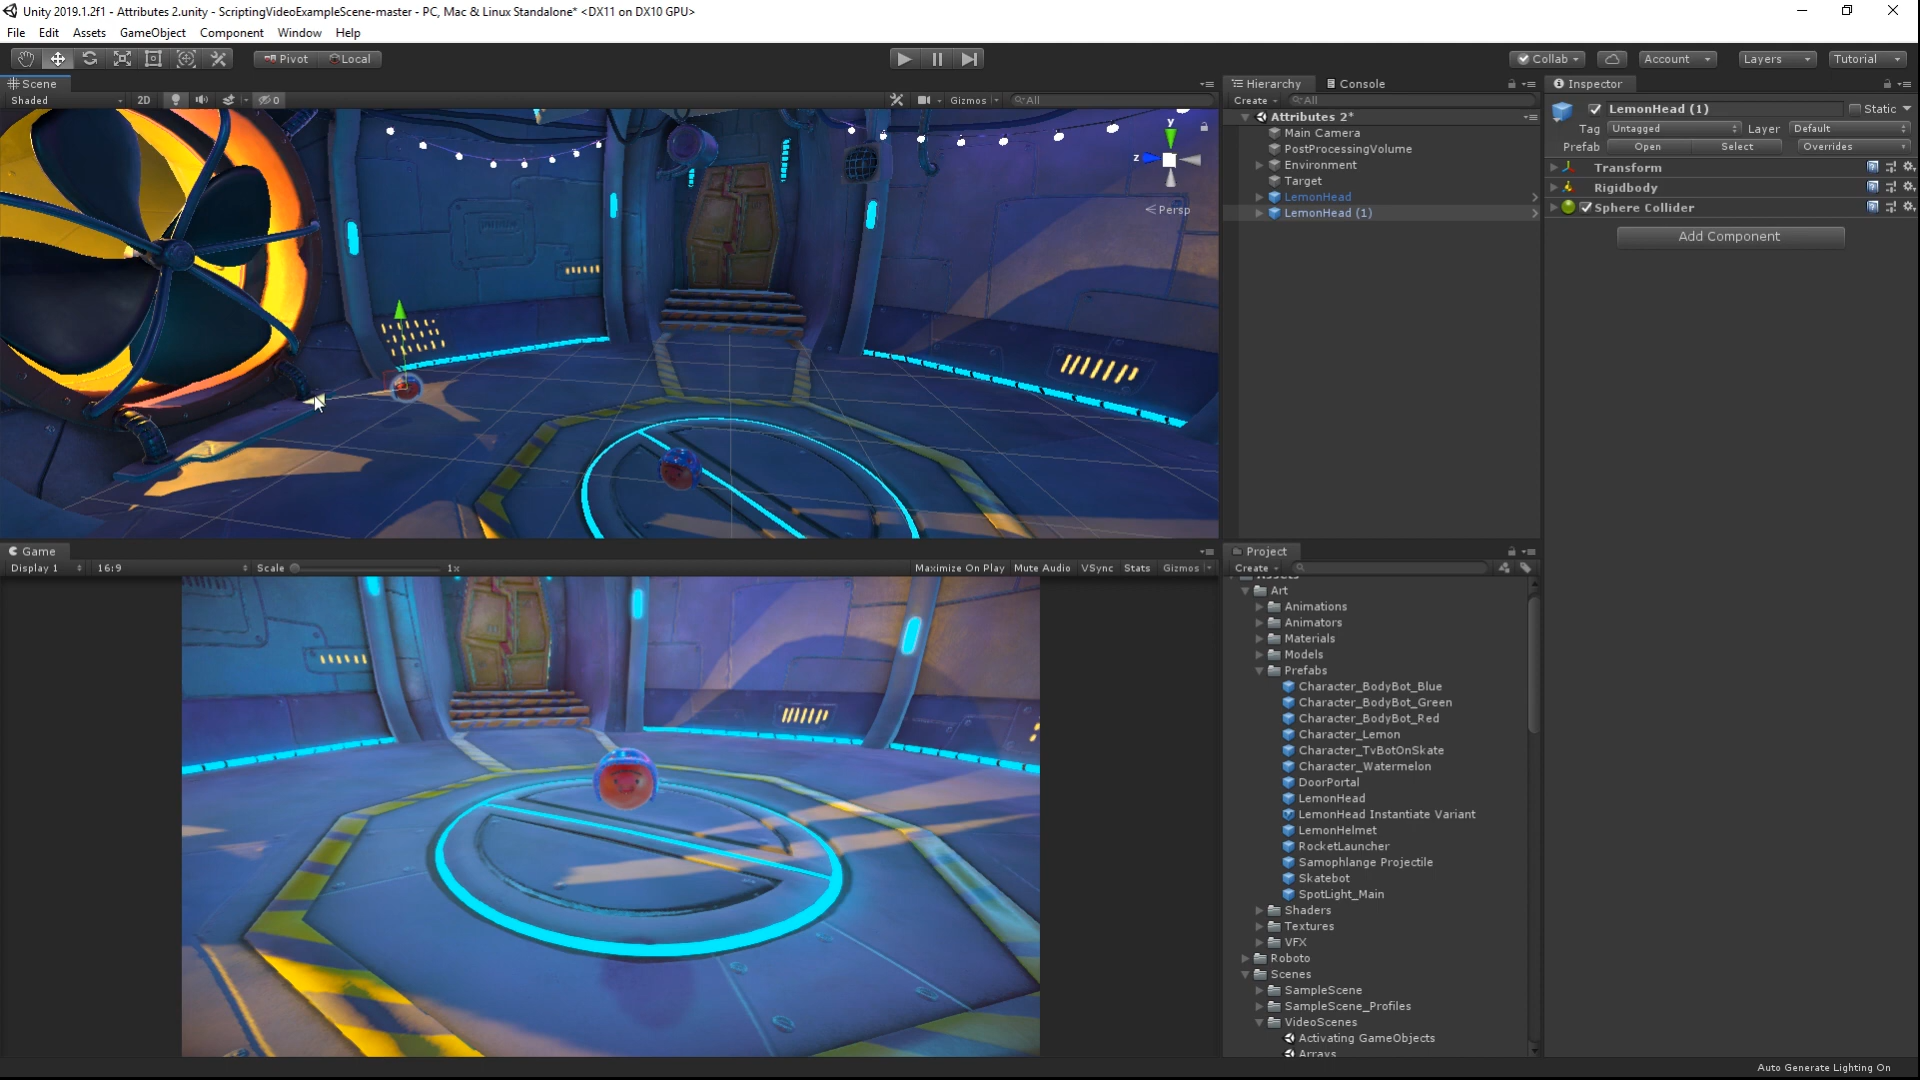 Unity 2019.1.2f1 - Attributes 2.unity - ScriptingVideoExampleScene-master - PC, Mac & Linux Standalone* <DX11 on DX10 GPU>
File Edit Assets GameObject Component Window Help
Pivot Local Collab Account Layers Tutorial
Scene
Shaded 2D 0 Gizmos All
y
z
Persp
Hierarchy Console
Create All
Attributes 2*
Main Camera
PostProcessingVolume
Environment
Target
LemonHead
LemonHead (1)
Inspector
LemonHead (1) Static
Tag Untagged Layer Default
Prefab Open Select Overrides
Transform
Rigidbody
Sphere Collider
Add Component
Game
Display 1 16:9 Scale 1x Maximize On Play Mute Audio VSync Stats Gizmos
Project
Create
Assets
Art
Animations
Animators
Materials
Models
Prefabs
Character_BodyBot_Blue
Character_BodyBot_Green
Character_BodyBot_Red
Character_Lemon
Character_TvBotOnSkate
Character_Watermelon
DoorPortal
LemonHead
LemonHead Instantiate Variant
LemonHelmet
RocketLauncher
Samophlange Projectile
Skatebot
SpotLight_Main
Shaders
Textures
VFX
Roboto
Scenes
SampleScene
SampleScene_Profiles
VideoScenes
Activating GameObjects
Arrays
Auto Generate Lighting On